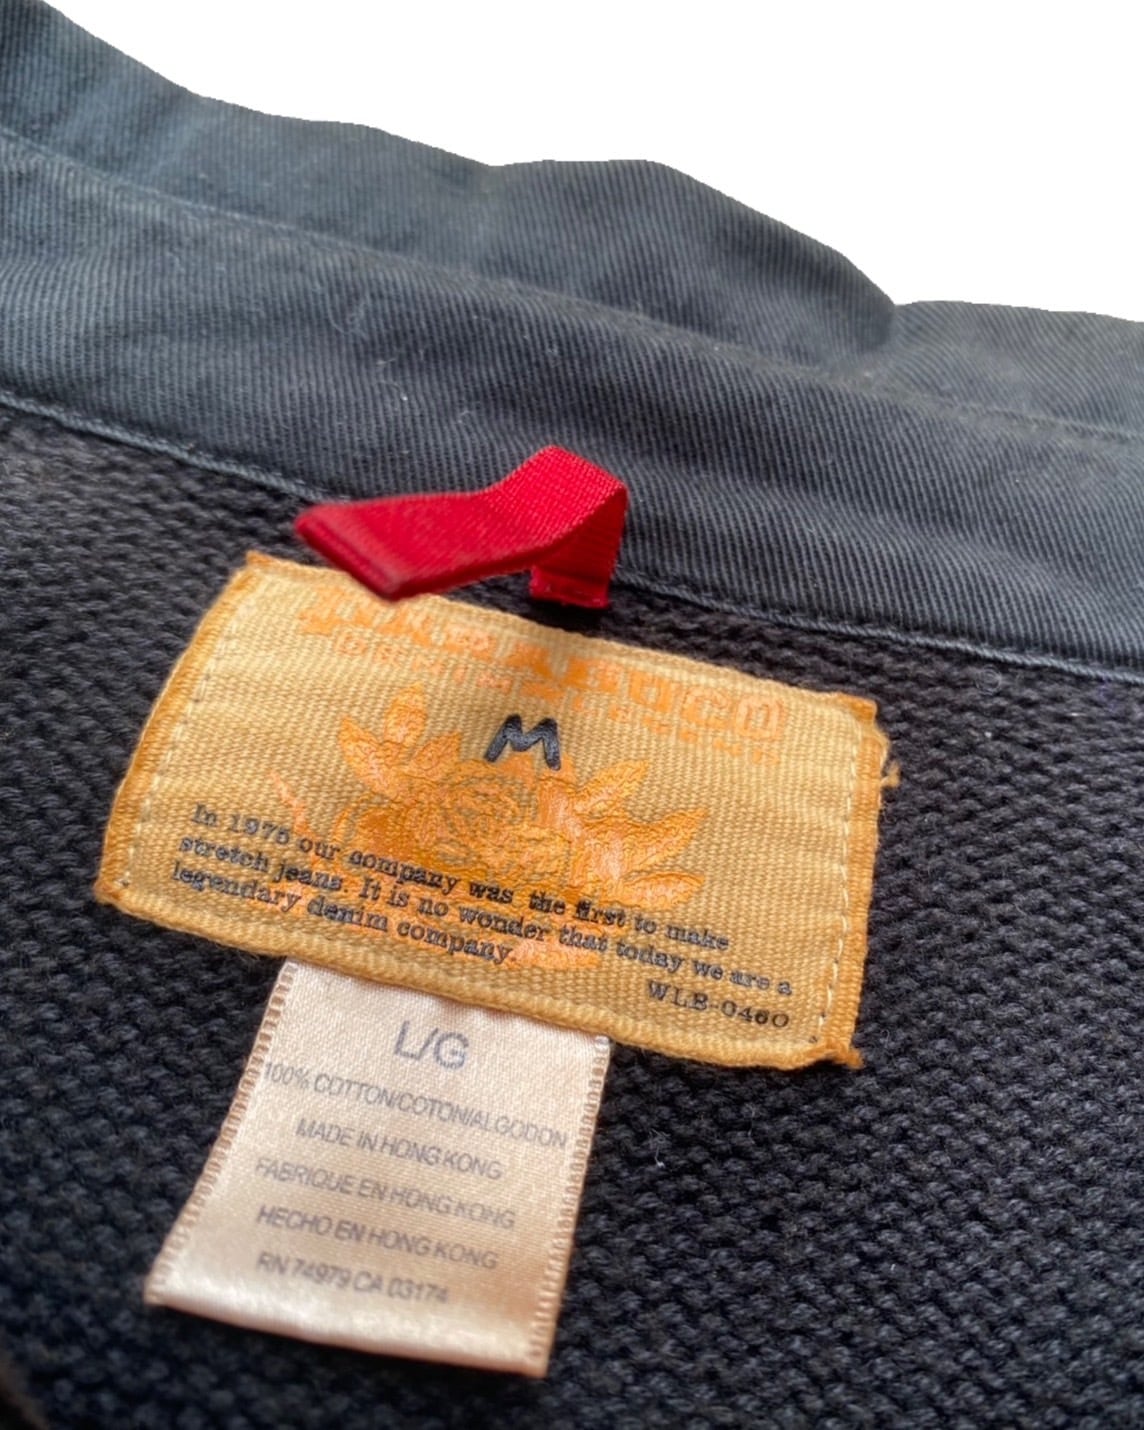 M
In 1975 our company was the first to make
stretch jeans. It is no wonder that today we are a
legendary denim company.
WLB-0460
L/G
100% COTTON/COTON/ALGODON
MADE IN HONG KONG
FABRIQUE EN HONG KONG
HECHO EN HONG KONG
RN 74979 CA 03174